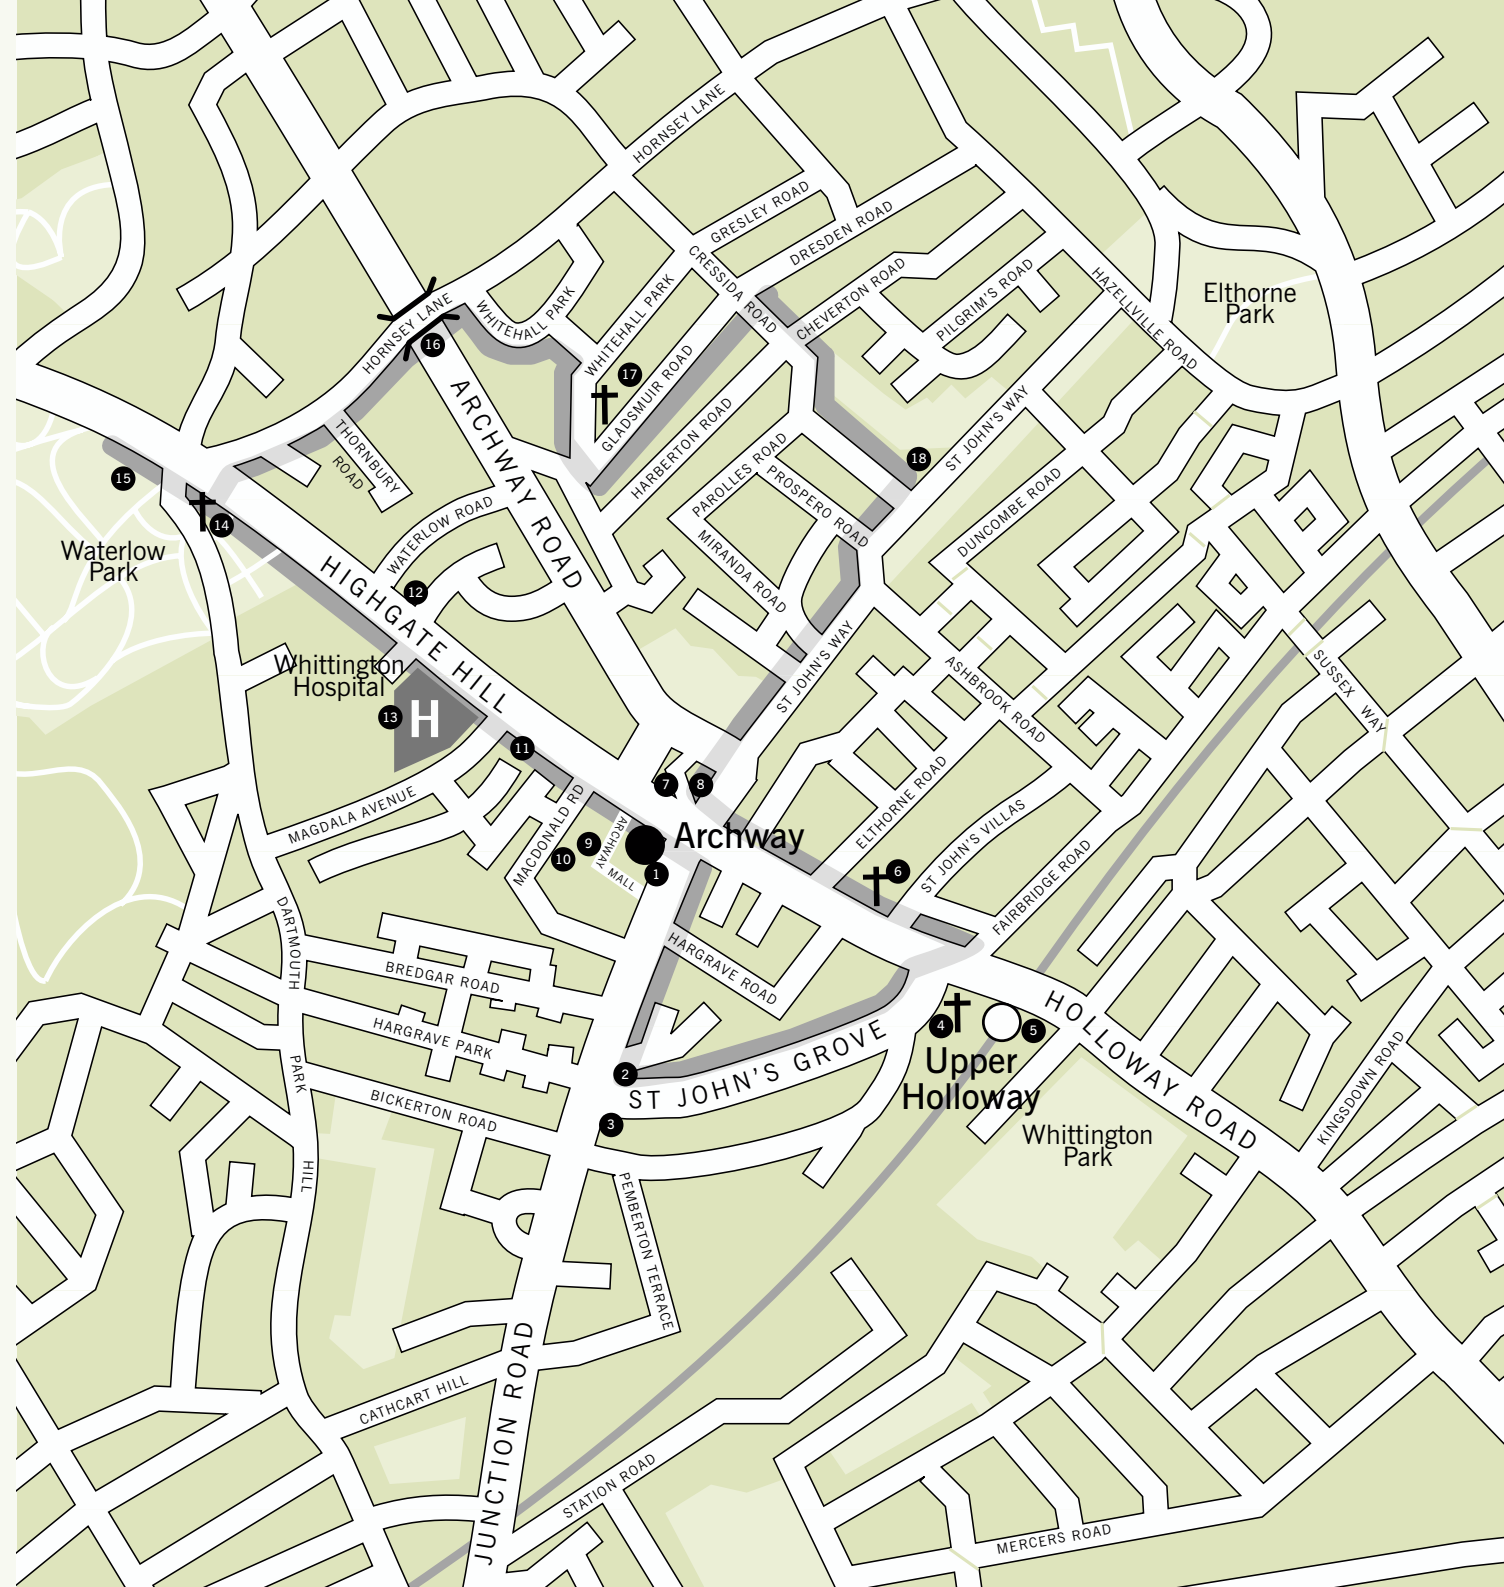 HORNSEY LANE
GRESLEY ROAD
DRESDEN ROAD
CRESSIDA ROAD
CHEVERTON ROAD
PILGRIM'S ROAD
HAZELLVILLE ROAD
Elthorne
Park
HORNSEY LANE
WHITEHALL PARK
WHITEHALL PARK
16
17
GLADSMUIR ROAD
HARBERTON ROAD
ARCHWAY ROAD
THORNBURY
ROAD
ST JOHN'S WAY
18
PAROLLES ROAD
PROSPERO ROAD
MIRANDA ROAD
DUNCOMBE ROAD
15
14
Waterlow
Park
WATERLOW ROAD
12
HIGHGATE HILL
Whittington
Hospital
13
H
11
ST JOHN'S WAY
ASHBROOK ROAD
SUSSEX WAY
7
8
Archway
MAGDALA AVENUE
MACDONALD RD
ARCHWAY
MALL
9
10
1
ELTHORNE ROAD
ST JOHN'S VILLAS
6
FAIRBRIDGE ROAD
DARTMOUTH
PARK
HILL
BREDGAR ROAD
HARGRAVE PARK
BICKERTON ROAD
HARGRAVE ROAD
2
3
ST JOHN'S GROVE
4
5
Upper
Holloway
HOLLOWAY ROAD
Whittington
Park
KINGSDOWN ROAD
PEMBERTON TERRACE
CATHCART HILL
JUNCTION ROAD
STATION ROAD
MERCERS ROAD